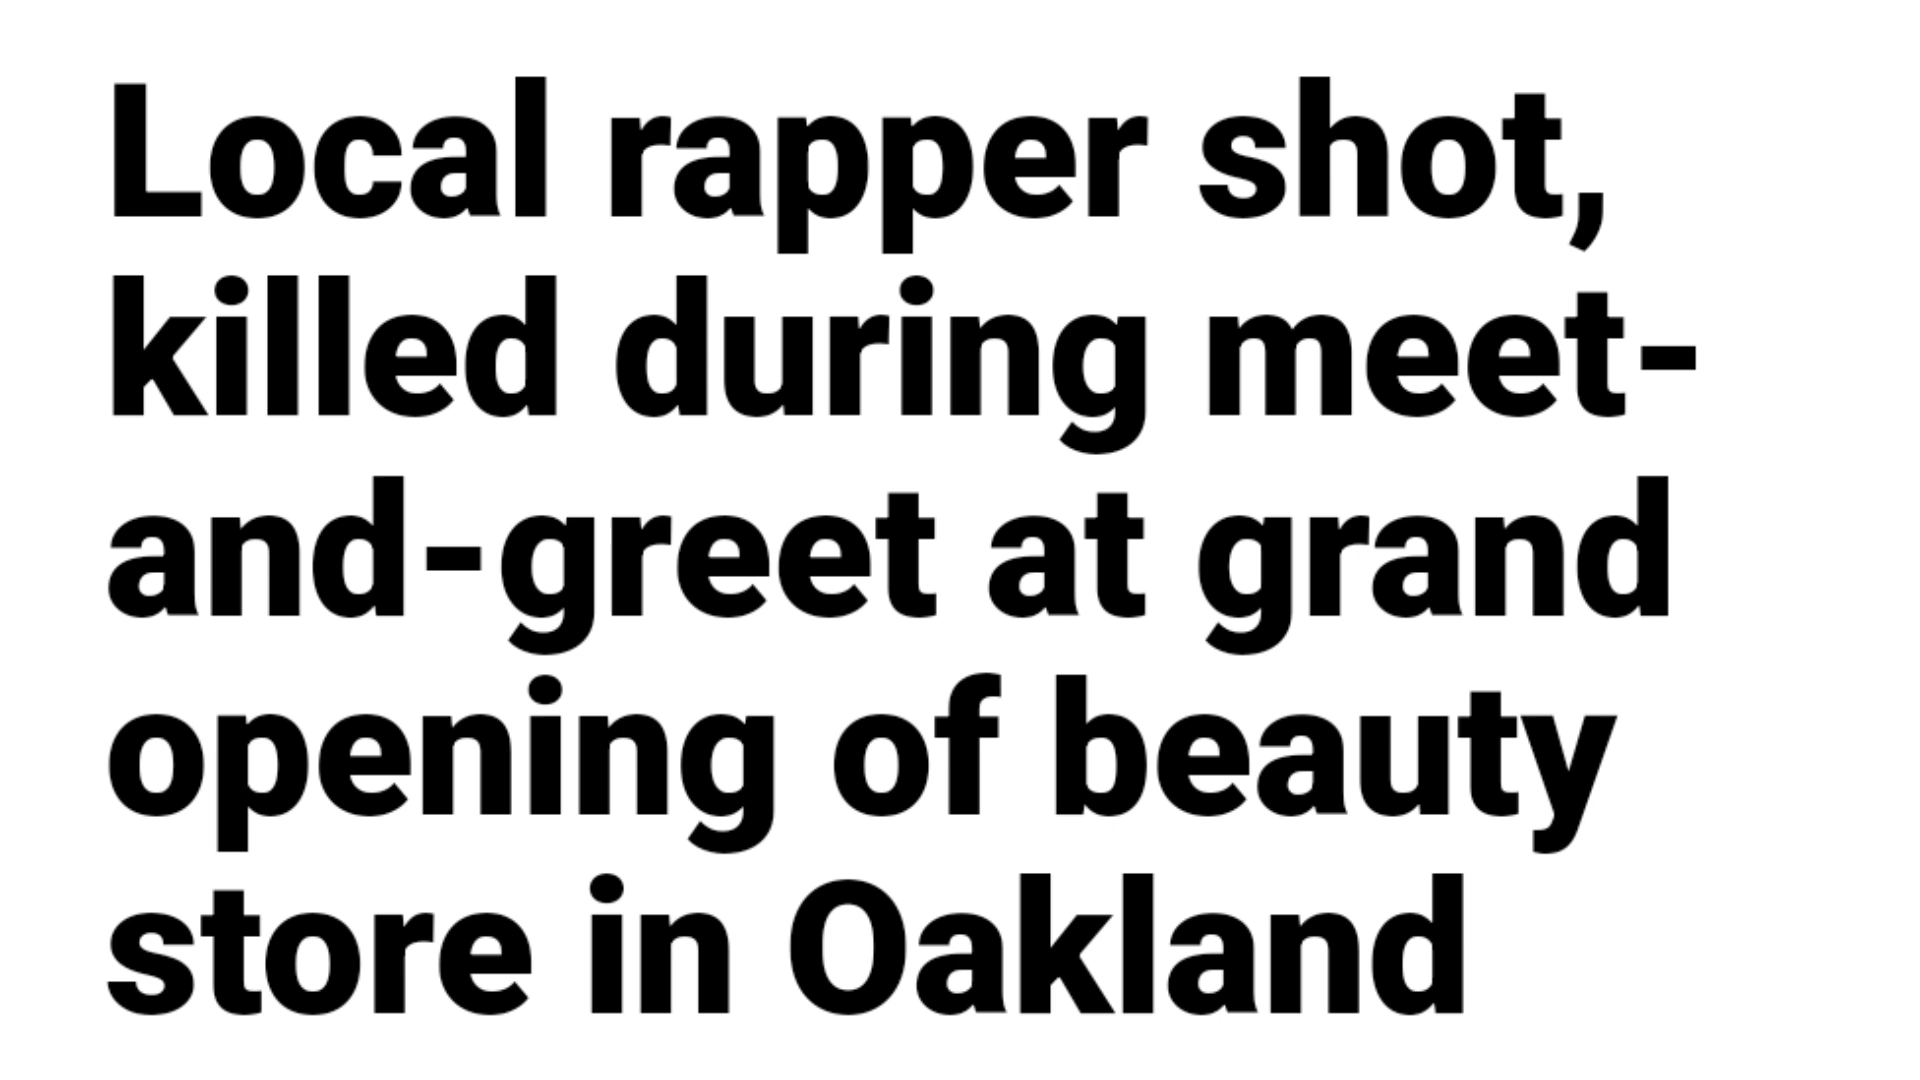 Local rapper shot,
killed during meet-
and-greet at grand
opening of beauty
store in Oakland